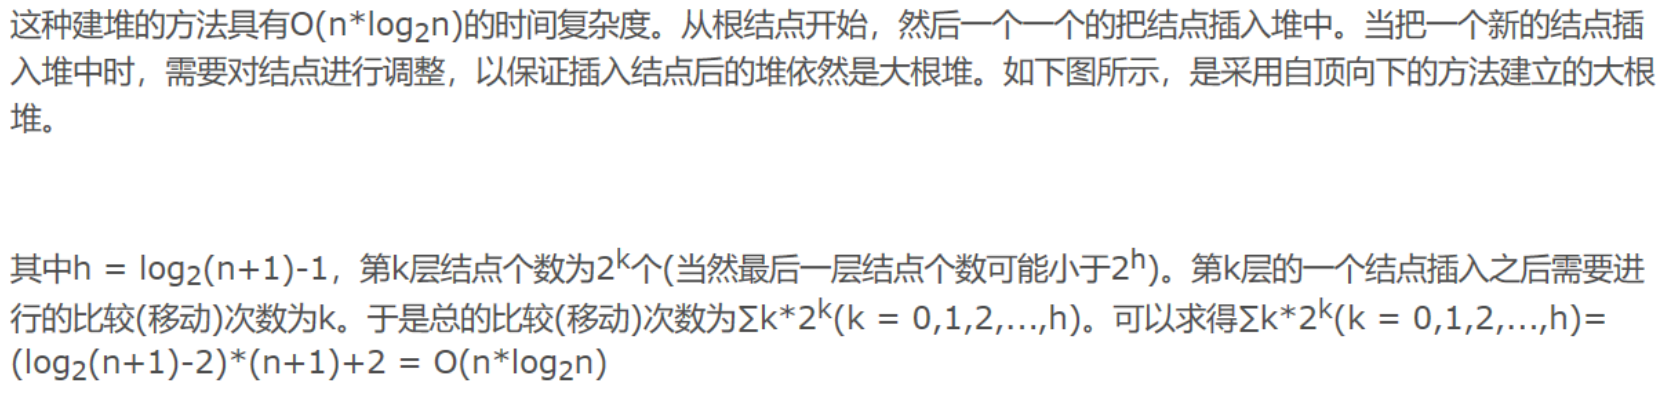 这种建堆的方法具有O(n*log₂n)的时间复杂度。从根结点开始，然后一个一个的把结点插入堆中。当把一个新的结点插
入堆中时，需要对结点进行调整，以保证插入结点后的堆依然是大根堆。如下图所示，是采用自顶向下的方法建立的大根
堆。
其中h = log₂(n+1)-1，第k层结点个数为2ᵏ个(当然最后一层结点个数可能小于2ʰ)。第k层的一个结点插入之后需要进
行的比较(移动)次数为k。于是总的比较(移动)次数为∑k*2ᵏ(k = 0,1,2,...,h)。可以求得∑k*2ᵏ(k = 0,1,2,...,h)=
(log₂(n+1)-2)*(n+1)+2 = O(n*log₂n)